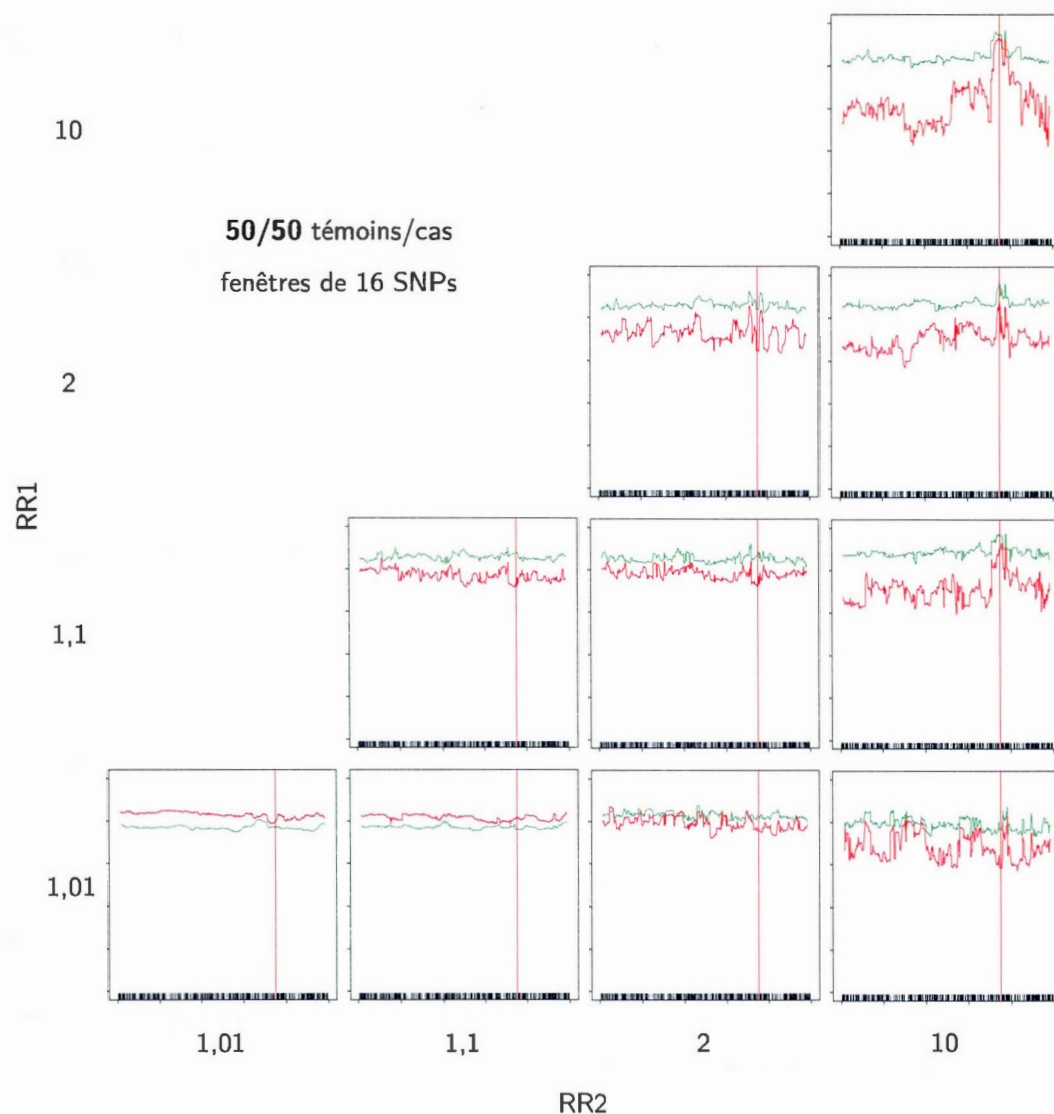 10
50/50 témoins/cas
fenêtres de 16 SNPs
2
RR1
1,1
1,01
1,01 1,1 2 10
RR2